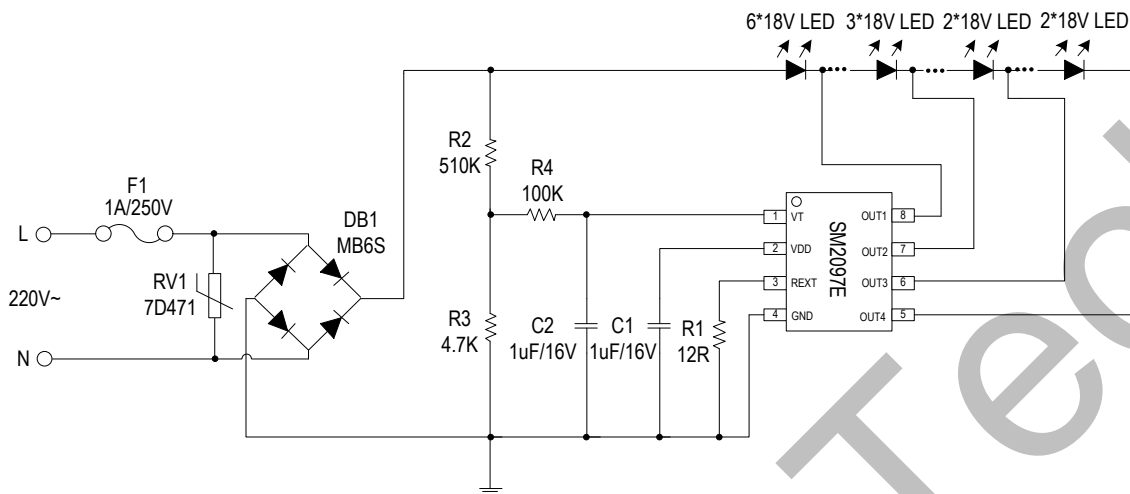 6*18V LED 3*18V LED 2*18V LED 2*18V LED
R2
510K
R4
100K
F1
1A/250V
DB1
MB6S
L
RV1
7D471
220V~
N
R3
4.7K
C2
1uF/16V
C1
1uF/16V
R1
12R
1 VT OUT1 8
2 VDD OUT2 7
3 REXT OUT3 6
4 GND OUT4 5
SM2097E
Tec